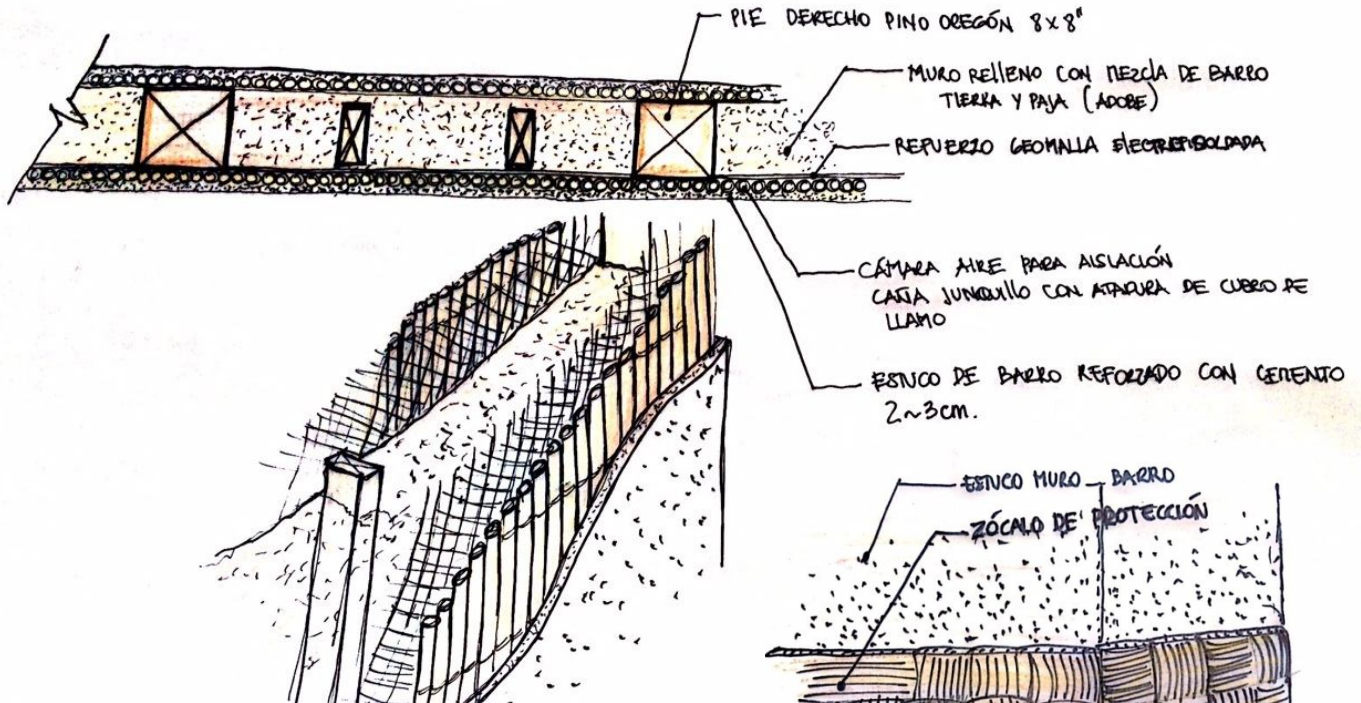 PIE DERECHO PINO OREGÓN 8x8"
MURO RELLENO CON MEZCLA DE BARRO
TIERRA Y PAJA (ADOBE)
REFUERZO GEOMALLA ELECTROSOLDADA
CÁMARA AIRE PARA AISLACIÓN
CAÑA JUNQUILLO CON ATADURA DE CUERO DE
LLAMO
ESTUCO DE BARRO REFORZADO CON CEMENTO
2~3cm.
ESTUCO MURO BARRO
ZÓCALO DE PROTECCIÓN